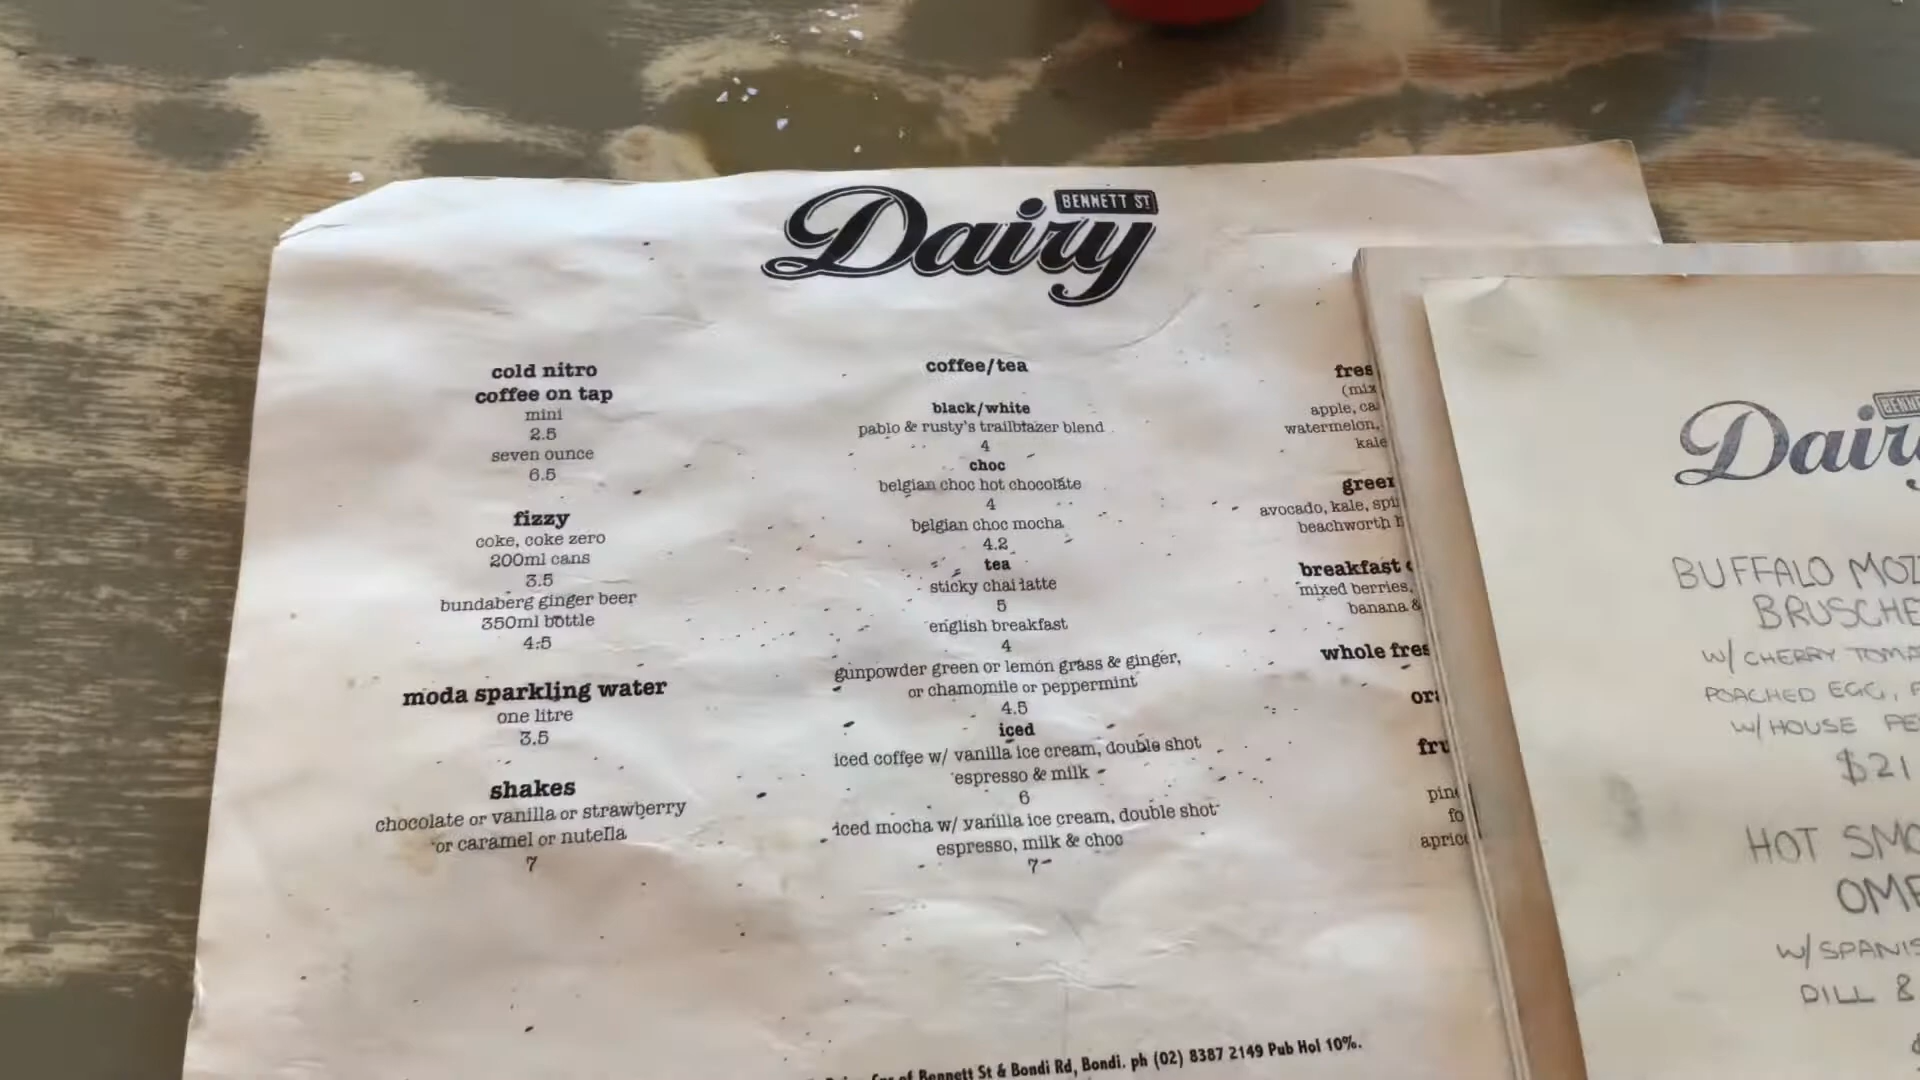 BENNETT ST
Dairy
cold nitro
coffee on tap
mini
2.5
seven ounce
6.5
fizzy
coke, coke zero
200ml cans
3.5
bundaberg ginger beer
350ml bottle
4.5
moda sparkling water
one litre
3.5
shakes
chocolate or vanilla or strawberry
or caramel or nutella
7
coffee/tea
black/white
pablo & rusty's trailblazer blend
4
choc
belgian choc hot chocolate
4
belgian choc mocha
4.2
tea
sticky chai latte
5
english breakfast
4
gunpowder green or lemon grass & ginger,
or chamomile or peppermint
4.5
iced
iced coffee w/ vanilla ice cream, double shot
espresso & milk
6
iced mocha w/ vanilla ice cream, double shot
espresso, milk & choc
7
(mix
apple,
watermelon,
kale
avocado, kale,
beachworth
breakfast
mixed berries,
banana &
whole
of Bennett St & Bondi Rd, Bondi. ph (02) 8387 2149 Pub Hol 10%.
BUFFALO
W/ CHERRY
POACHED EGG,
W/ HOUSE
$21
HOT
W/
DILL &